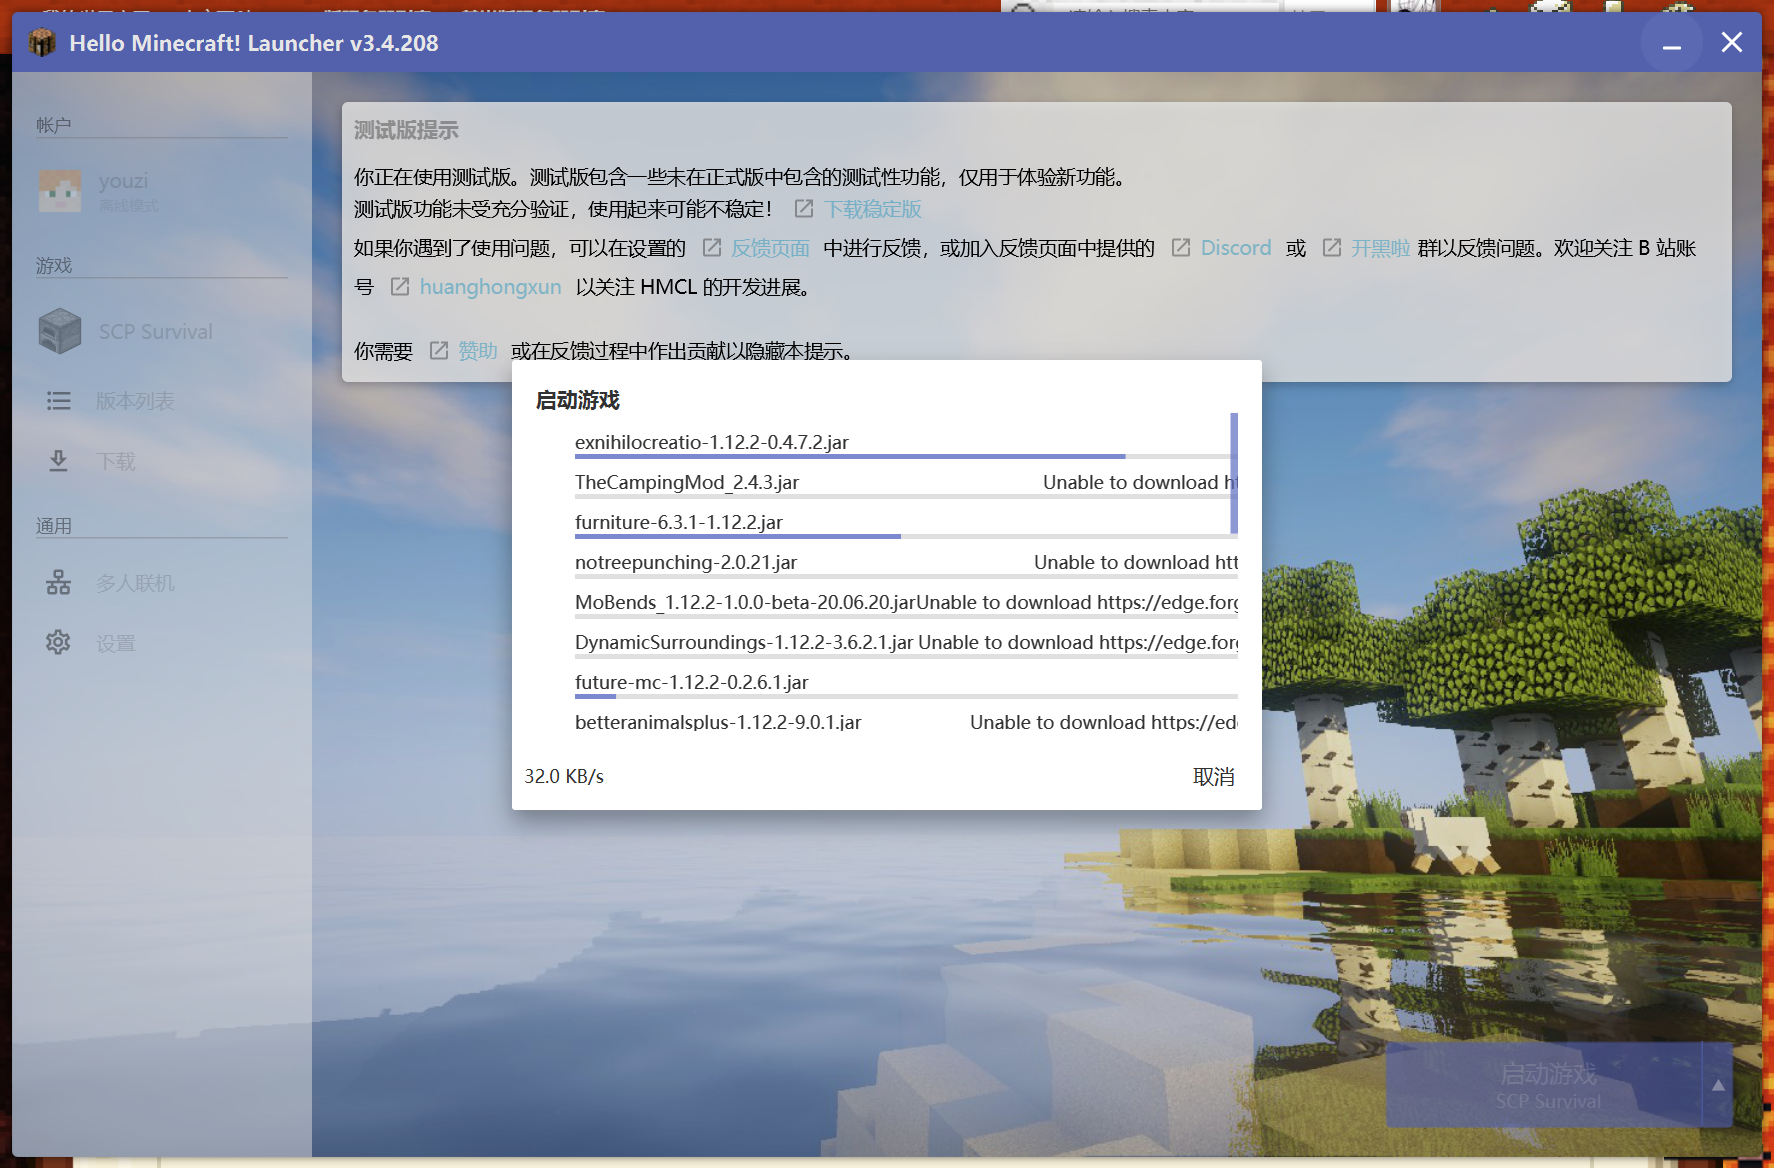 Hello Minecraft! Launcher v3.4.208
帐户
youzi
离线模式
游戏
SCP Survival
版本列表
下载
通用
多人联机
设置
测试版提示
你正在使用测试版。测试版包含一些未在正式版中包含的测试性功能，仅用于体验新功能。
测试版功能未受充分验证，使用起来可能不稳定！ 下载稳定版
如果你遇到了使用问题，可以在设置的 反馈页面 中进行反馈，或加入反馈页面中提供的 Discord 或 开黑啦 群以反馈问题。欢迎关注 B 站账
号 huanghongxun 以关注 HMCL 的开发进展。
你需要 赞助 或在反馈过程中作出贡献以隐藏本提示。
启动游戏
exnihilocreatio-1.12.2-0.4.7.2.jar
TheCampingMod_2.4.3.jar Unable to download ht
furniture-6.3.1-1.12.2.jar
notreepunching-2.0.21.jar Unable to download htt
MoBends_1.12.2-1.0.0-beta-20.06.20.jarUnable to download https://edge.forg
DynamicSurroundings-1.12.2-3.6.2.1.jar Unable to download https://edge.forg
future-mc-1.12.2-0.2.6.1.jar
betteranimalsplus-1.12.2-9.0.1.jar Unable to download https://ed
32.0 KB/s
取消
启动游戏
SCP Survival